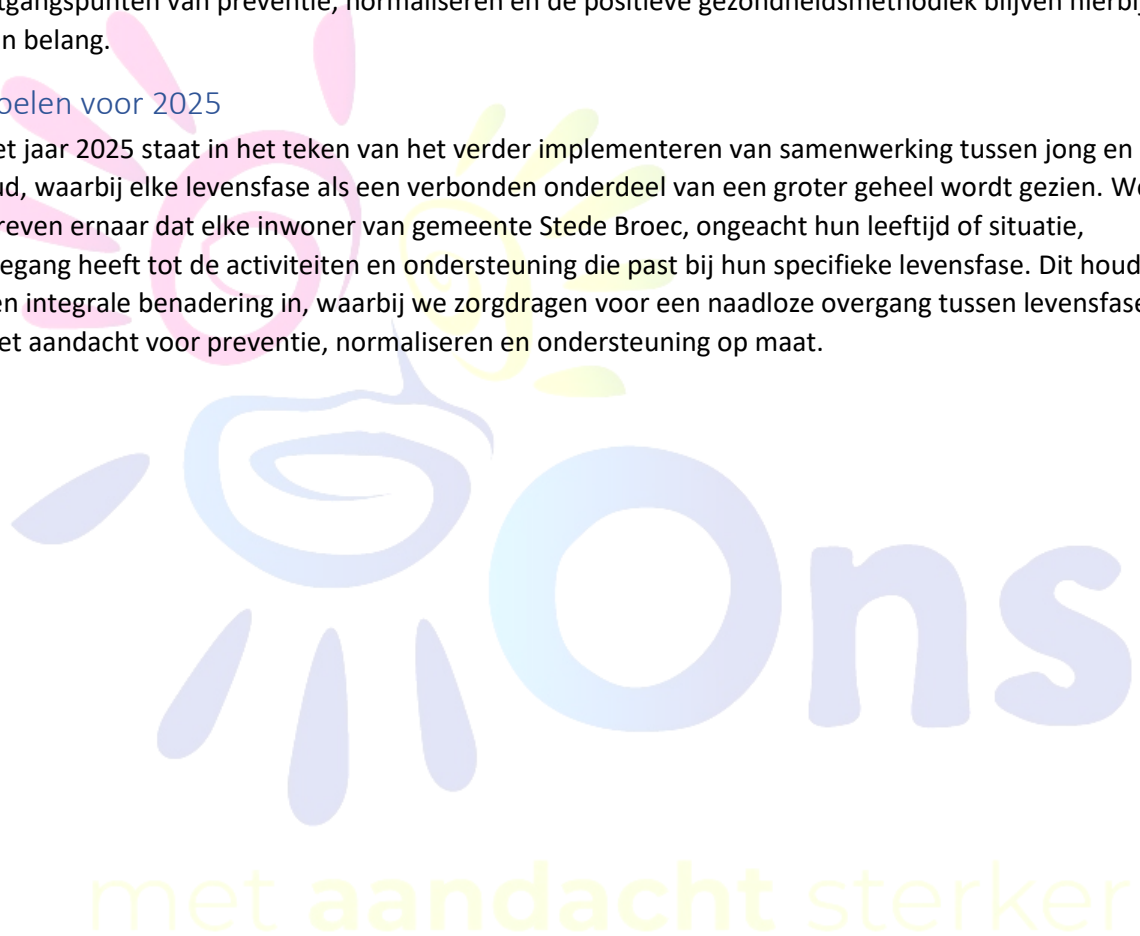 tgangspunten van preventie, normaliseren en de positieve gezondheidsmethodiek blijven hierbij
n belang.
oelen voor 2025
et jaar 2025 staat in het teken van het verder implementeren van samenwerking tussen jong en
ud, waarbij elke levensfase als een verbonden onderdeel van een groter geheel wordt gezien. We
reven ernaar dat elke inwoner van gemeente Stede Broec, ongeacht hun leeftijd of situatie,
egang heeft tot de activiteiten en ondersteuning die past bij hun specifieke levensfase. Dit houd
en integrale benadering in, waarbij we zorgdragen voor een naadloze overgang tussen levensfase
et aandacht voor preventie, normaliseren en ondersteuning op maat.
Ons
met aandacht sterker